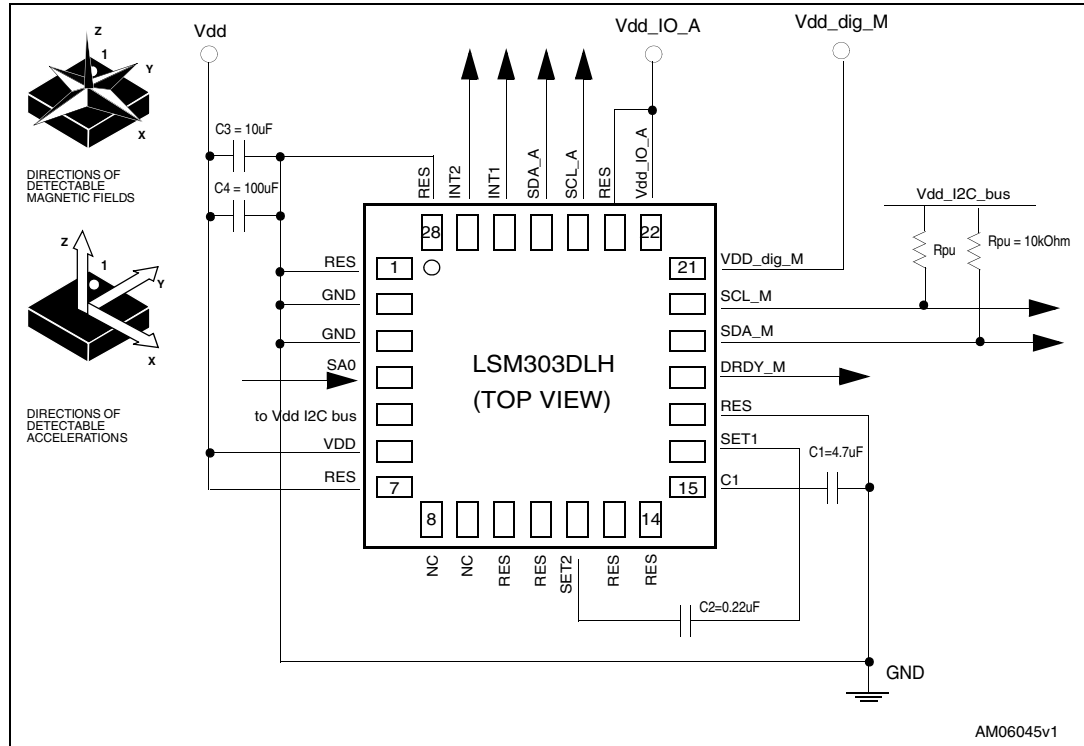 Vdd
Vdd_IO_A
Vdd_dig_M
Z
1
Y
X
DIRECTIONS OF
DETECTABLE
MAGNETIC FIELDS
C3 = 10uF
C4 = 100uF
RES
INT2
INT1
SDA_A
SCL_A
RES
Vdd_IO_A
Vdd_I2C_bus
Rpu
Rpu = 10kOhm
28
22
Z
1
Y
X
DIRECTIONS OF
DETECTABLE
ACCELERATIONS
RES
GND
GND
SA0
to Vdd I2C bus
VDD
RES
1
7
LSM303DLH
(TOP VIEW)
21
15
VDD_dig_M
SCL_M
SDA_M
DRDY_M
RES
SET1
C1
C1=4.7uF
8
14
NC
NC
RES
RES
SET2
RES
RES
C2=0.22uF
GND
AM06045v1